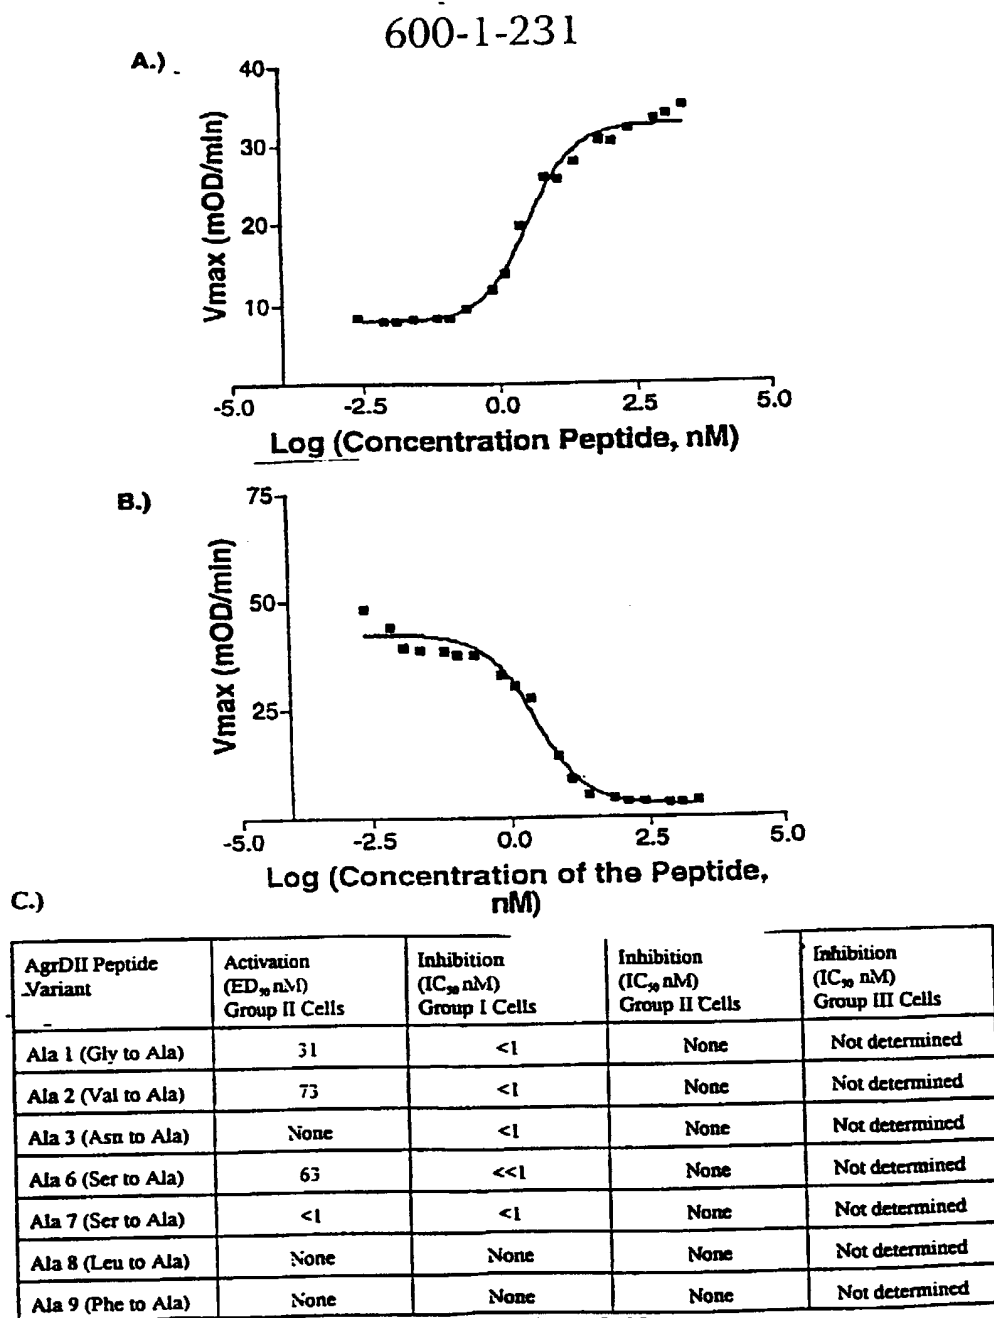 600-1-231
A.)
40
30
20
10
Vmax (mOD/min)
-5.0 -2.5 0.0 2.5 5.0
Log (Concentration Peptide, nM)
B.)
75
50
25
Vmax (mOD/min)
-5.0 -2.5 0.0 2.5 5.0
Log (Concentration of the Peptide,
nM)
C.)
AgrDII Peptide Variant | Activation (ED50 nM) Group II Cells | Inhibition (IC50 nM) Group I Cells | Inhibition (IC50 nM) Group II Cells | Inhibition (IC50 nM) Group III Cells
Ala 1 (Gly to Ala) | 31 | <1 | None | Not determined
Ala 2 (Val to Ala) | 73 | <1 | None | Not determined
Ala 3 (Asn to Ala) | None | <1 | None | Not determined
Ala 6 (Ser to Ala) | 63 | <<1 | None | Not determined
Ala 7 (Ser to Ala) | <1 | <1 | None | Not determined
Ala 8 (Leu to Ala) | None | None | None | Not determined
Ala 9 (Phe to Ala) | None | None | None | Not determined